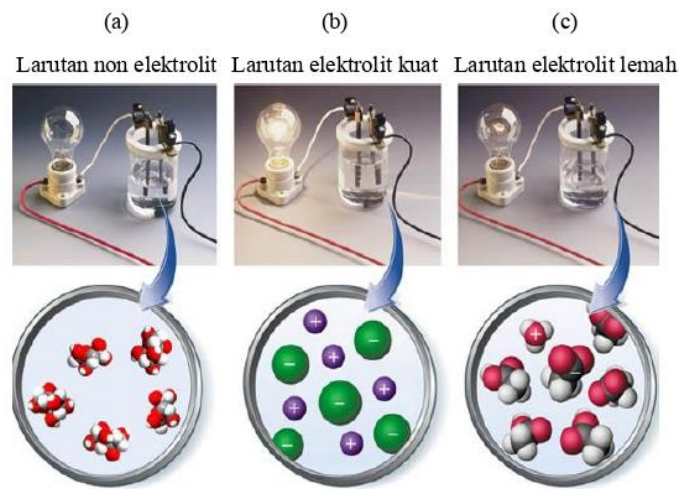 (a) (b) (c)
Larutan non elektrolit Larutan elektrolit kuat Larutan elektrolit lemah
+ − + − + − + − + −
+ −